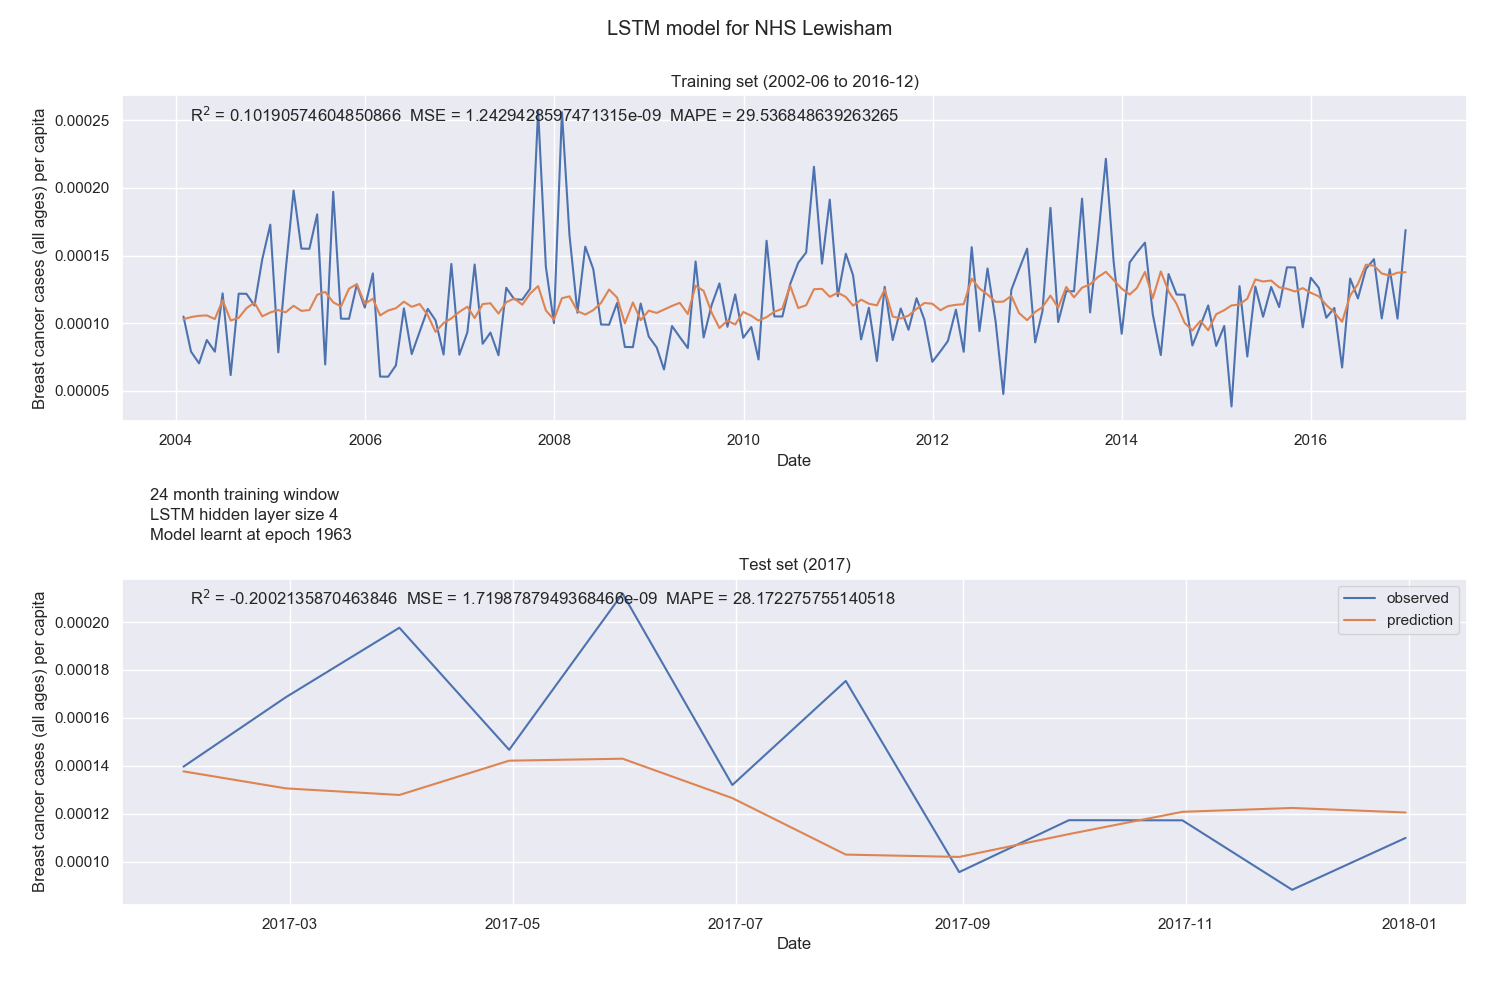 LSTM model for NHS Lewisham
Training set (2002-06 to 2016-12)
R² = 0.10190574604850866 MSE = 1.2429428597471315e-09 MAPE = 29.536848639263265
Breast cancer cases (all ages) per capita
0.00025
0.00020
0.00015
0.00010
0.00005
2004 2006 2008 2010 2012 2014 2016
Date
24 month training window
LSTM hidden layer size 4
Model learnt at epoch 1963
Test set (2017)
R² = -0.2002135870463846 MSE = 1.7198787949368466e-09 MAPE = 28.172275755140518
observed
prediction
Breast cancer cases (all ages) per capita
0.00020
0.00018
0.00016
0.00014
0.00012
0.00010
2017-03 2017-05 2017-07 2017-09 2017-11 2018-01
Date